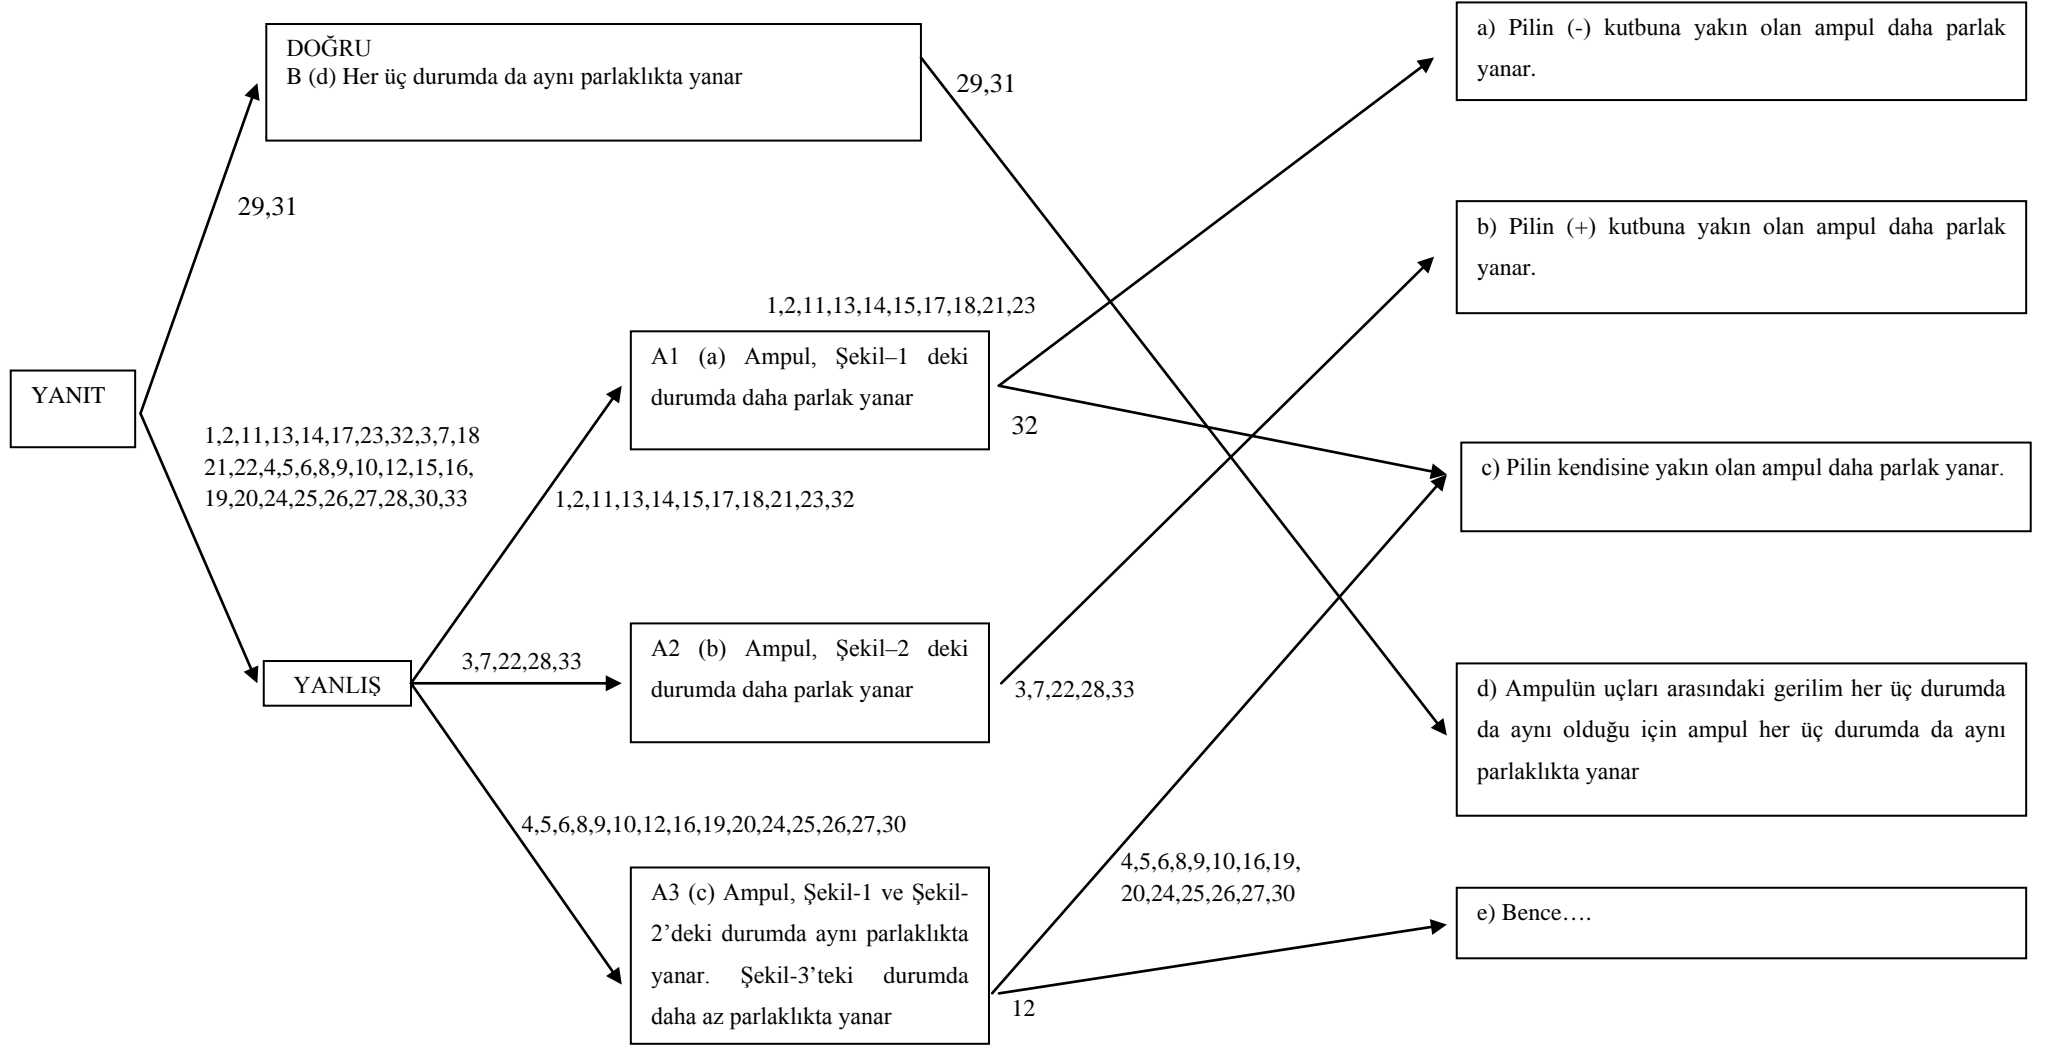 DOĞRU
B (d) Her üç durumda da aynı parlaklıkta yanar
29,31
29,31
YANIT
1,2,11,13,14,17,23,32,3,7,18
21,22,4,5,6,8,9,10,12,15,16,
19,20,24,25,26,27,28,30,33
YANLIŞ
1,2,11,13,14,15,17,18,21,23,32
3,7,22,28,33
4,5,6,8,9,10,12,16,19,20,24,25,26,27,30
1,2,11,13,14,15,17,18,21,23
A1 (a) Ampul, Şekil–1 deki
durumda daha parlak yanar
32
A2 (b) Ampul, Şekil–2 deki
durumda daha parlak yanar
3,7,22,28,33
A3 (c) Ampul, Şekil-1 ve Şekil-
2’deki durumda aynı parlaklıkta
yanar. Şekil-3’teki durumda
daha az parlaklıkta yanar
4,5,6,8,9,10,16,19,
20,24,25,26,27,30
12
a) Pilin (-) kutbuna yakın olan ampul daha parlak
yanar.
b) Pilin (+) kutbuna yakın olan ampul daha parlak
yanar.
c) Pilin kendisine yakın olan ampul daha parlak yanar.
d) Ampulün uçları arasındaki gerilim her üç durumda
da aynı olduğu için ampul her üç durumda da aynı
parlaklıkta yanar
e) Bence….